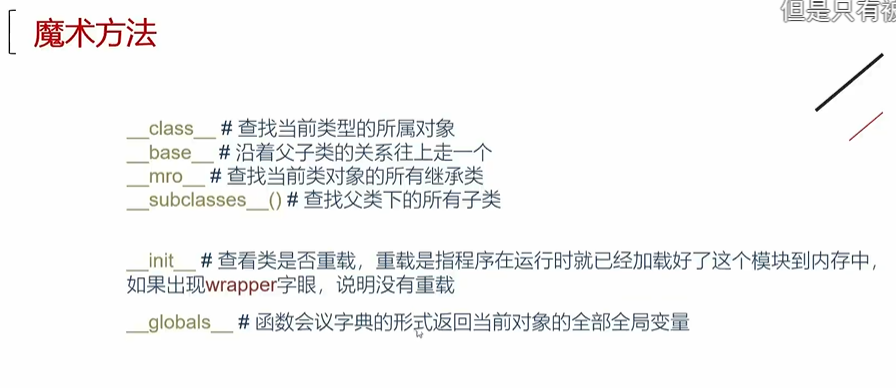 但是只有被
魔术方法
__class__ # 查找当前类型的所属对象
__base__ # 沿着父子类的关系往上走一个
__mro__ # 查找当前类对象的所有继承类
__subclasses__() # 查找父类下的所有子类
__init__ # 查看类是否重载，重载是指程序在运行时就已经加载好了这个模块到内存中，
如果出现wrapper字眼，说明没有重载
__globals__ # 函数会议字典的形式返回当前对象的全部全局变量